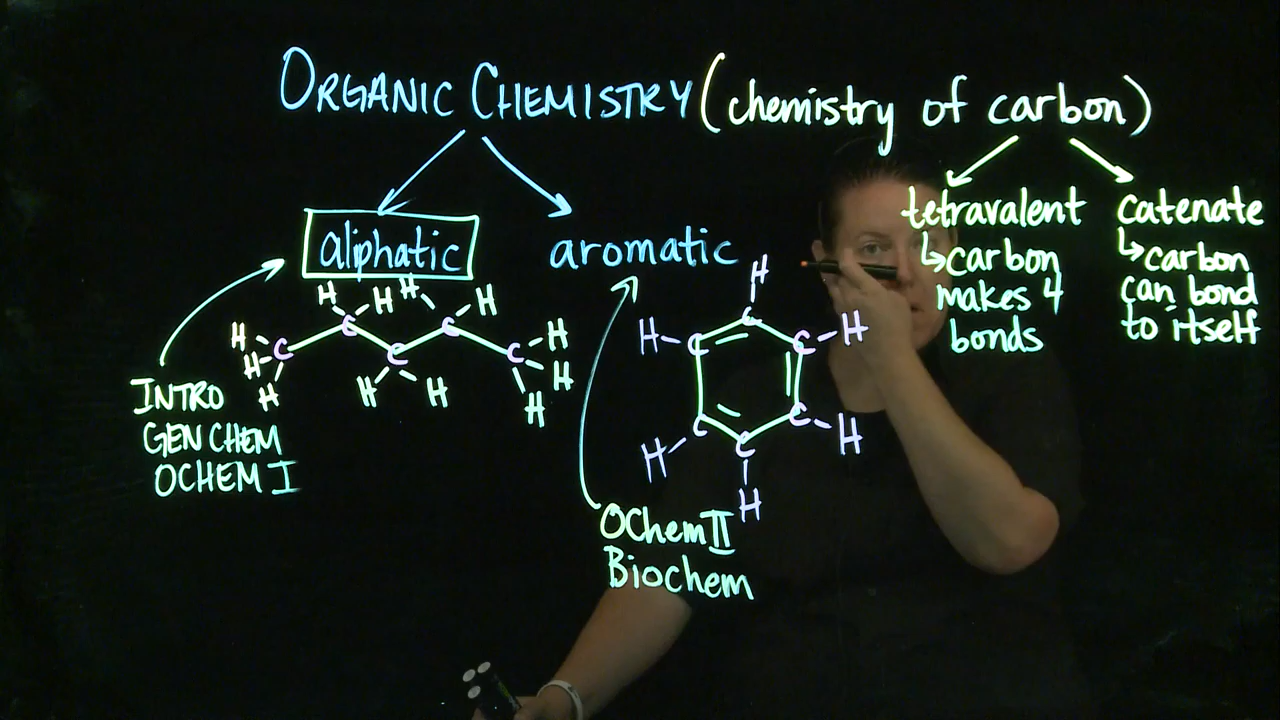 ORGANIC CHEMISTRY (chemistry of carbon)
aliphatic
aromatic
tetravalent
↳carbon
makes 4
bonds
catenate
↳carbon
can bond
to itself
H H H H
H C C H
H C C C H
H H H H
H
H
H C C H
H C C H
C
H
INTRO
GEN CHEM
OCHEM I
OChem II
Biochem